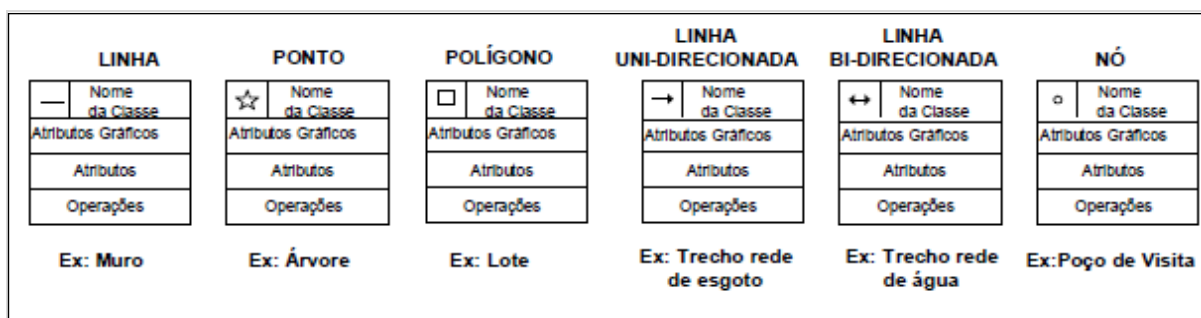 LINHA
PONTO
POLÍGONO
LINHA
UNI-DIRECIONADA
LINHA
BI-DIRECIONADA
NÓ
Nome
da Classe
Atributos Gráficos
Atributos
Operações
Ex: Muro
Nome
da Classe
Atributos Gráficos
Atributos
Operações
Ex: Árvore
Nome
da Classe
Atributos Gráficos
Atributos
Operações
Ex: Lote
Nome
da Classe
Atributos Gráficos
Atributos
Operações
Ex: Trecho rede
de esgoto
Nome
da Classe
Atributos Gráficos
Atributos
Operações
Ex: Trecho rede
de água
Nome
da Classe
Atributos Gráficos
Atributos
Operações
Ex:Poço de Visita